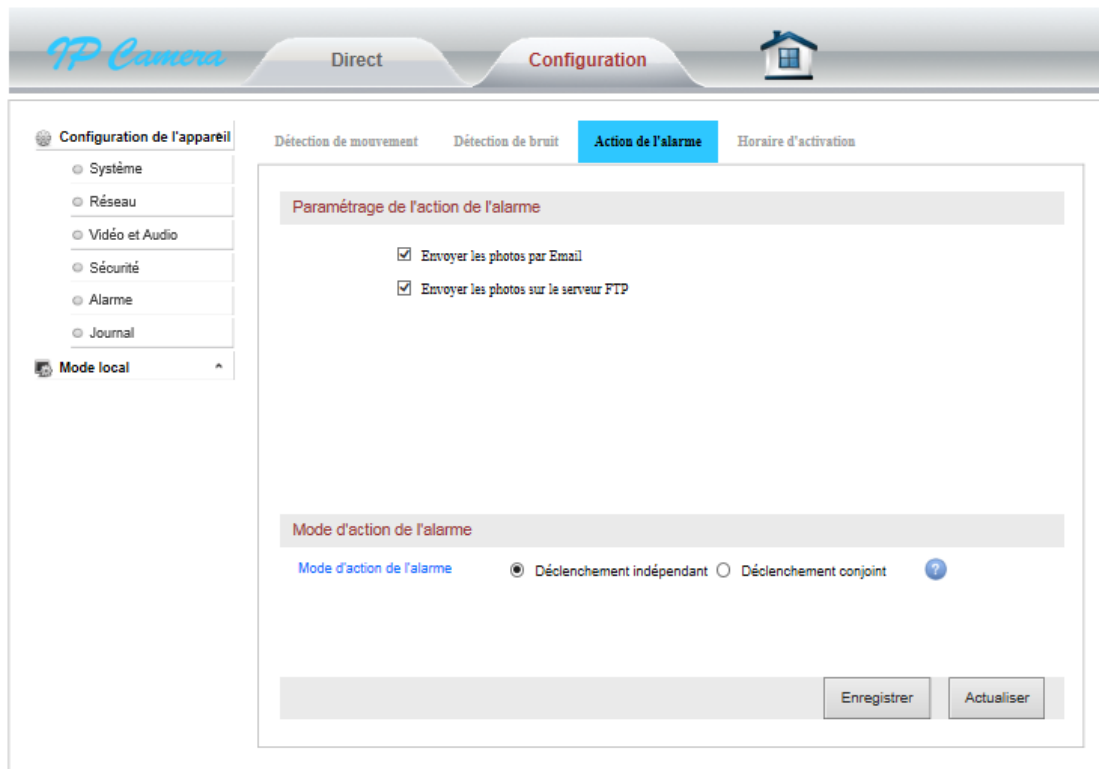 IP Camera
Direct
Configuration
Configuration de l'appareil
Système
Réseau
Vidéo et Audio
Sécurité
Alarme
Journal
Mode local
Détection de mouvement
Détection de bruit
Action de l'alarme
Horaire d'activation
Paramétrage de l'action de l'alarme
Envoyer les photos par Email
Envoyer les photos sur le serveur FTP
Mode d'action de l'alarme
Mode d'action de l'alarme
Déclenchement indépendant
Déclenchement conjoint
?
Enregistrer
Actualiser